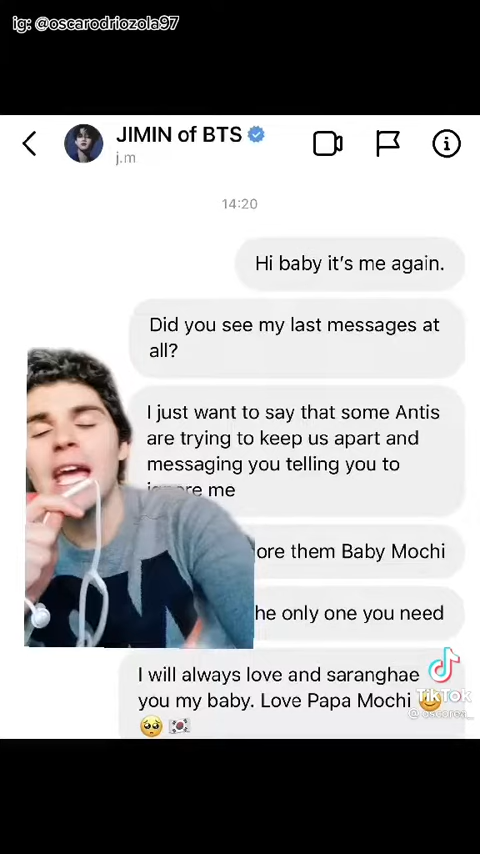 ig: @oscarodriozola97
JIMIN of BTS
j.m
14:20
Hi baby it's me again.
Did you see my last messages at
all?
I just want to say that some Antis
are trying to keep us apart and
messaging you telling you to
me
them Baby Mochi
only one you need
I will always love and saranghae
you my baby. Love Papa Mochi 😊
🥺 🇰🇷
TikTok